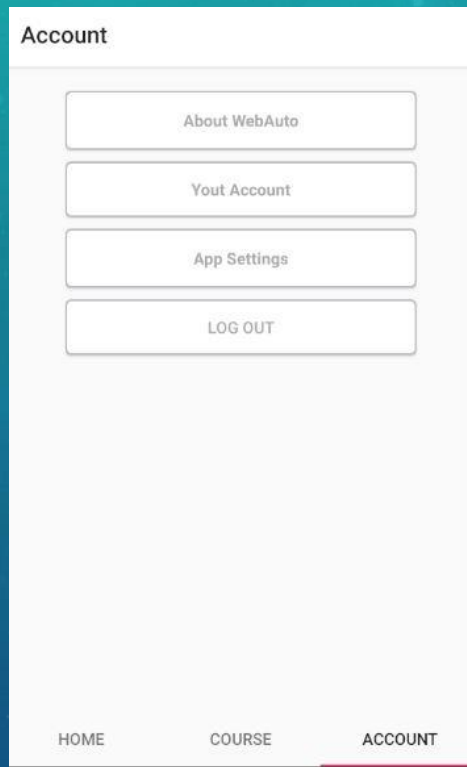 Account
About WebAuto
Yout Account
App Settings
LOG OUT
HOME COURSE ACCOUNT